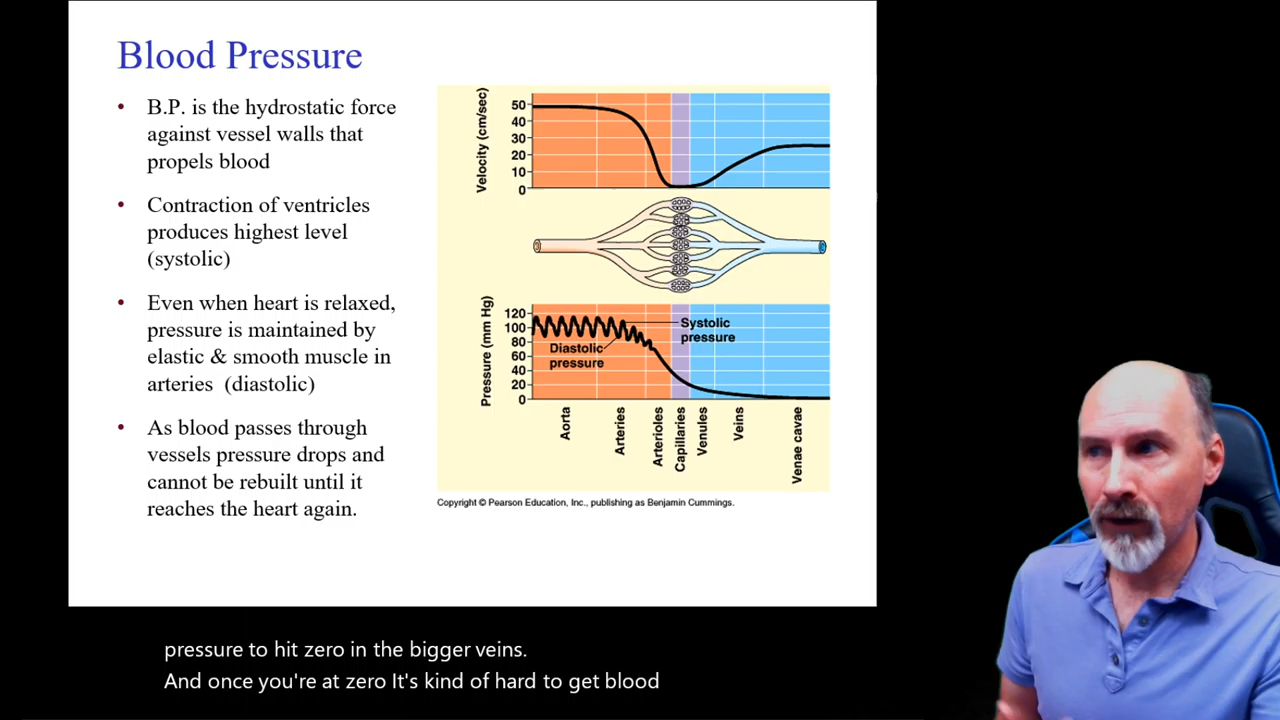 Blood Pressure
• B.P. is the hydrostatic force
against vessel walls that
propels blood
• Contraction of ventricles
produces highest level
(systolic)
• Even when heart is relaxed,
pressure is maintained by
elastic & smooth muscle in
arteries (diastolic)
• As blood passes through
vessels pressure drops and
cannot be rebuilt until it
reaches the heart again.
Velocity (cm/sec)
50
40
30
20
10
0
Pressure (mm Hg)
120
100
80
60
40
20
0
Systolic
pressure
Diastolic
pressure
Aorta
Arteries
Arterioles
Capillaries
Venules
Veins
Venae cavae
Copyright © Pearson Education, Inc., publishing as Benjamin Cummings.
pressure to hit zero in the bigger veins.
And once you're at zero It's kind of hard to get blood